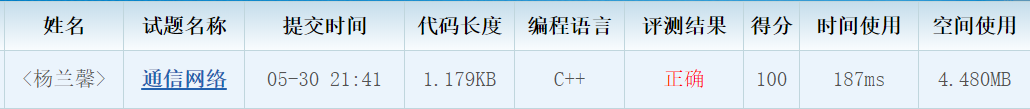 姓名 试题名称 提交时间 代码长度 编程语言 评测结果 得分 时间使用 空间使用
<杨兰馨> 通信网络 05-30 21:41 1.179KB C++ 正确 100 187ms 4.480MB